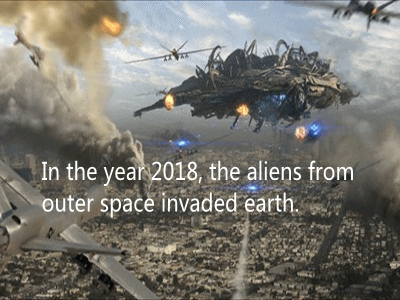 In the year 2018, the aliens from
outer space invaded earth.